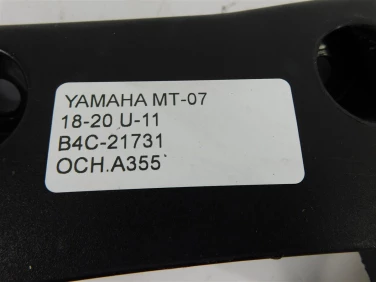 YAMAHA MT-07
18-20 U-11
B4C-21731
OCH.A355